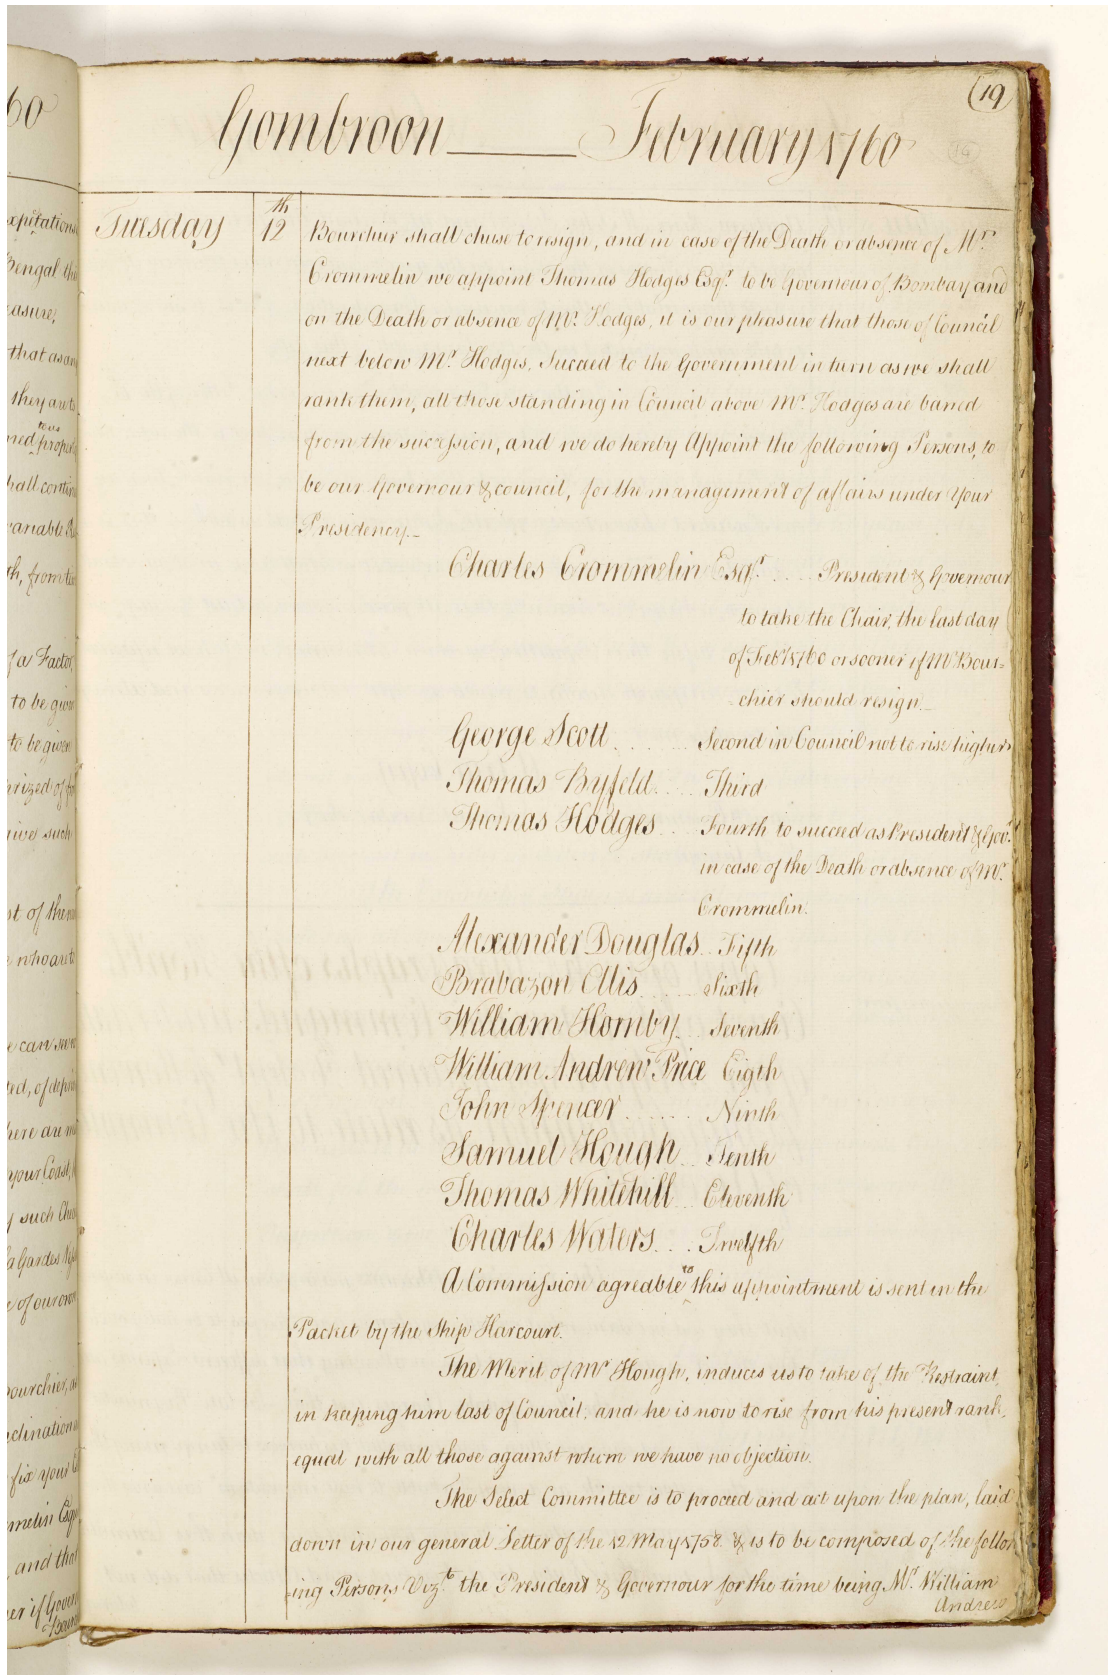 19
Gombroon ____ February 1760
Tuesday 12th Bourchier shall chuse to resign, and in case of the Death or absence of Mr.
Crommelin we appoint Thomas Hodges Esqr. to be Governour of Bombay and
on the Death or absence of Mr. Hodges, it is our pleasure that those of Council
next below Mr. Hodges, Succeed to the Government in turn as we shall
rank them, all those standing in Council above Mr. Hodges are barred
from the succession, and we do hereby Appoint the following Persons, to
be our Governour & council, for the management of affairs under Your
Presidency._
Charles Crommelin Esqr. .... President & Governour
to take the Chair, the last day
of Feb 1760 or sooner if Mr. Bour=
=chier should resign._
George Scott ...... Second in Council not to rise higher
Thomas Byfeld .... Third
Thomas Hodges ... Fourth to succeed as President & Govr.
in case of the Death or absence of Mr.
Crommelin.
Alexander Douglas .. Fifth
Brabazon Ellis ..... Sixth
William Hornby ... Seventh
William Andrew Price Eigth
John Spencer ...... Ninth
Samuel Hough .. Tenth
Thomas Whitehill ... Eleventh
Charles Waters ... Twelfth
A Commission agreable to this appointment is sent in the
Packet by the Ship Harcourt.
The Merit of Mr. Hough, induces us to take of the Restraint,
in keeping him last of Council, and he is now to rise from his present rank,
equal with all those against whom we have no objection.
The Select Committee is to proceed and act upon the plan, laid
down in our general Letter of the 12 May 1758. & is to be composed of the follow
=ing Persons Vizt. the President & Governour for the time being Mr. William
Andrew